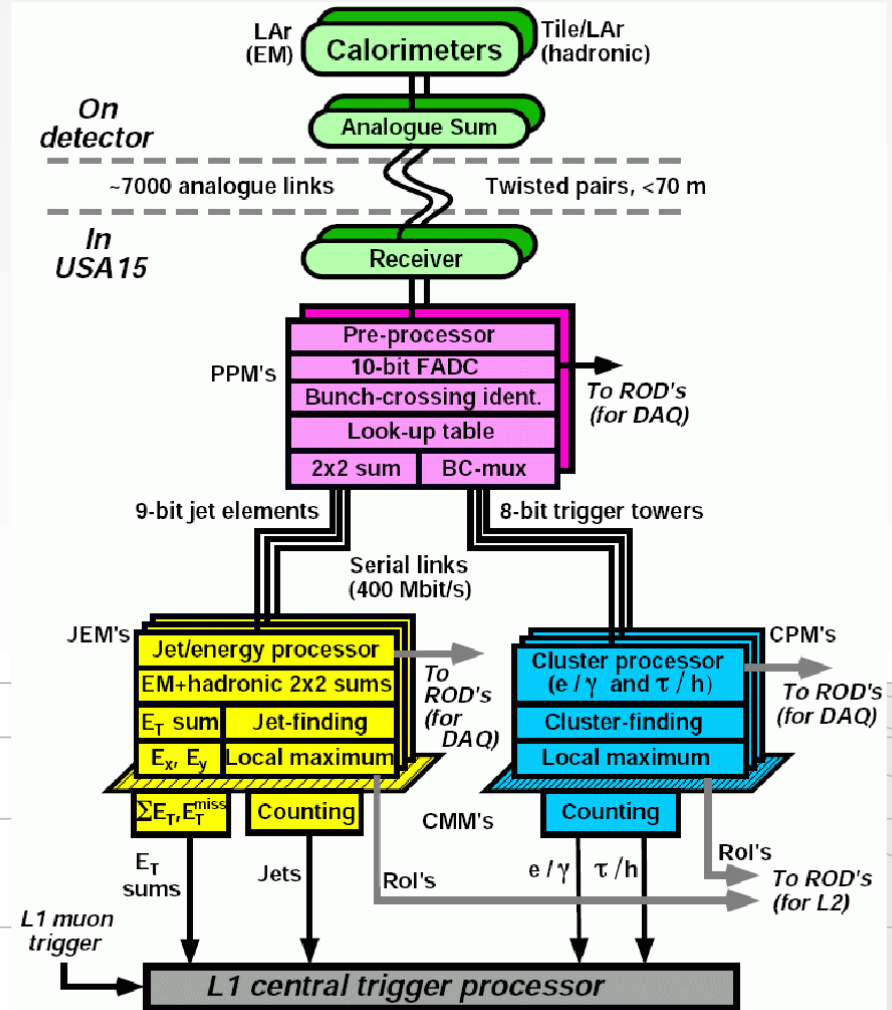 LAr
(EM)
Calorimeters
Tile/LAr
(hadronic)
On
detector
Analogue Sum
~7000 analogue links
Twisted pairs, <70 m
In
USA15
Receiver
PPM's
Pre-processor
10-bit FADC
Bunch-crossing ident.
Look-up table
2x2 sum
BC-mux
To ROD's
(for DAQ)
9-bit jet elements
8-bit trigger towers
Serial links
(400 Mbit/s)
JEM's
Jet/energy processor
EM+hadronic 2x2 sums
E_T sum
Jet-finding
E_x, E_y
Local maximum
To
ROD's
(for
DAQ)
CPM's
Cluster processor
(e / γ and τ / h)
Cluster-finding
Local maximum
To ROD's
(for DAQ)
ΣE_T, E_T^miss
Counting
CMM's
Counting
E_T
sums
Jets
RoI's
e / γ
τ / h
RoI's
To ROD's
(for L2)
L1 muon
trigger
L1 central trigger processor